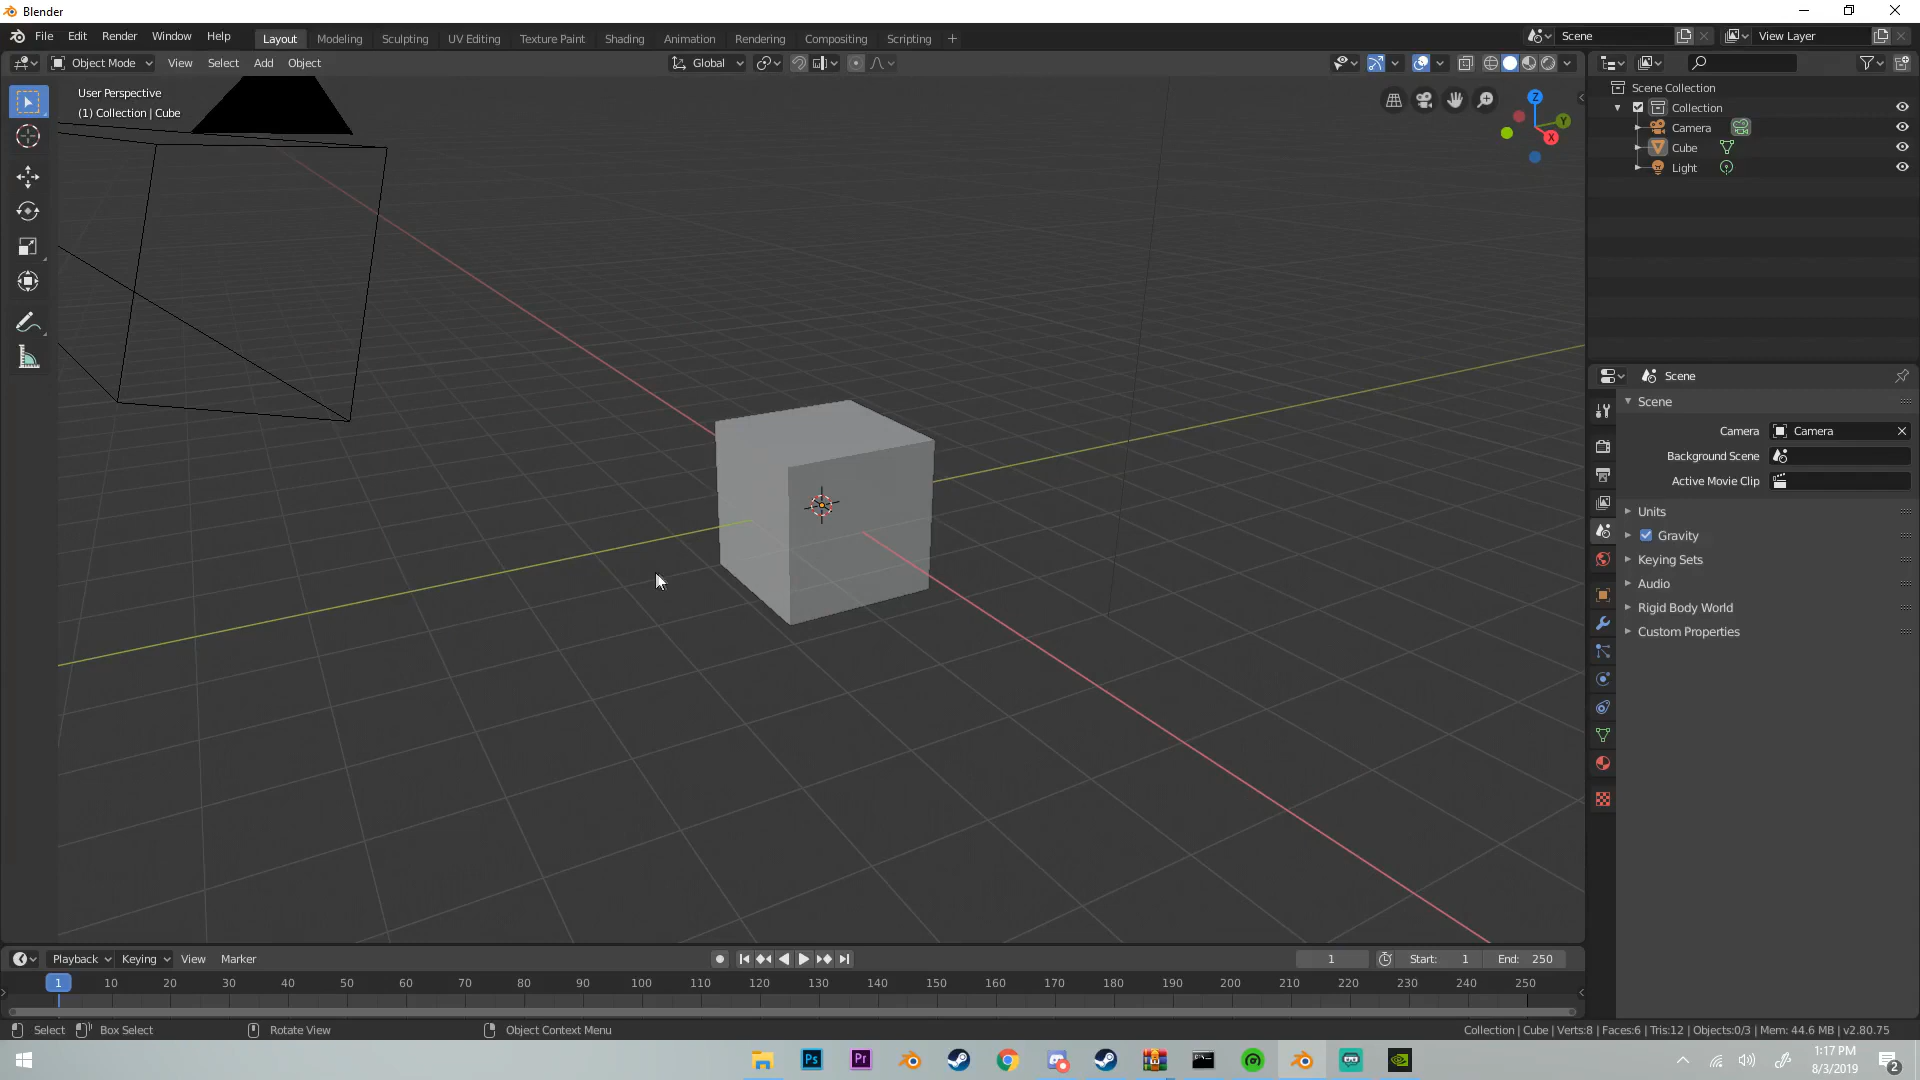 Blender
File Edit Render Window Help
Layout Modeling Sculpting UV Editing Texture Paint Shading Animation Rendering Compositing Scripting +
Scene
View Layer
Object Mode View Select Add Object
Global
User Perspective
(1) Collection | Cube
Z
Y
X
Scene Collection
Collection
Camera
Cube
Light
Scene
Scene
Camera Camera
Background Scene
Active Movie Clip
Units
Gravity
Keying Sets
Audio
Rigid Body World
Custom Properties
Playback Keying View Marker
1 Start: 1 End: 250
1 10 20 30 40 50 60 70 80 90 100 110 120 130 140 150 160 170 180 190 200 210 220 230 240 250
Select Box Select Rotate View Object Context Menu
Collection | Cube | Verts:8 | Faces:6 | Tris:12 | Objects:0/3 | Mem: 44.6 MB | v2.80.75
Ps Pr
1:17 PM
8/3/2019
2